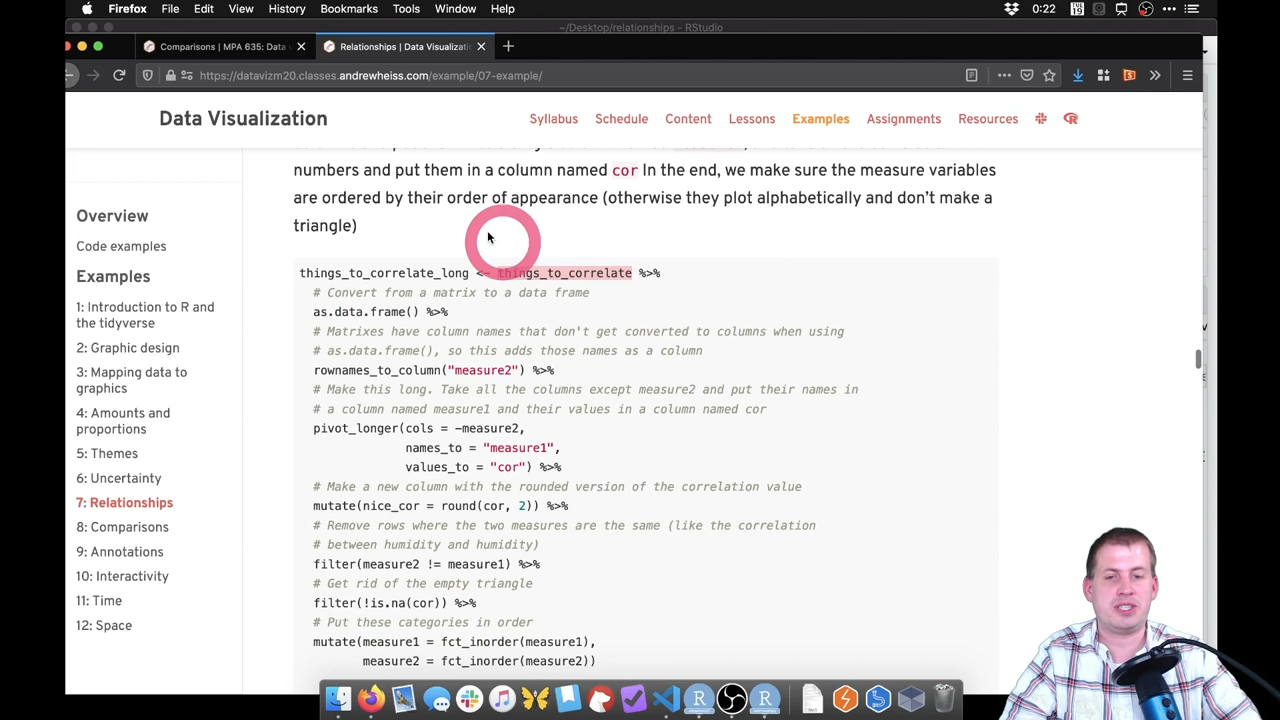 Firefox File Edit View History Bookmarks Tools Window Help 0:22
~/Desktop/relationships - RStudio
Comparisons | MPA 635: Data Relationships | Data Visualizati
https://datavizm20.classes.andrewheiss.com/example/07-example/
Data Visualization Syllabus Schedule Content Lessons Examples Assignments Resources
numbers and put them in a column named cor In the end, we make sure the measure variables
are ordered by their order of appearance (otherwise they plot alphabetically and don’t make a
triangle)
Overview
Code examples
Examples
1: Introduction to R and
the tidyverse
2: Graphic design
3: Mapping data to
graphics
4: Amounts and
proportions
5: Themes
6: Uncertainty
7: Relationships
8: Comparisons
9: Annotations
10: Interactivity
11: Time
12: Space
things_to_correlate_long <- things_to_correlate %>%
# Convert from a matrix to a data frame
as.data.frame() %>%
# Matrixes have column names that don't get converted to columns when using
# as.data.frame(), so this adds those names as a column
rownames_to_column("measure2") %>%
# Make this long. Take all the columns except measure2 and put their names in
# a column named measure1 and their values in a column named cor
pivot_longer(cols = -measure2,
names_to = "measure1",
values_to = "cor") %>%
# Make a new column with the rounded version of the correlation value
mutate(nice_cor = round(cor, 2)) %>%
# Remove rows where the two measures are the same (like the correlation
# between humidity and humidity)
filter(measure2 != measure1) %>%
# Get rid of the empty triangle
filter(!is.na(cor)) %>%
# Put these categories in order
mutate(measure1 = fct_inorder(measure1),
measure2 = fct_inorder(measure2))